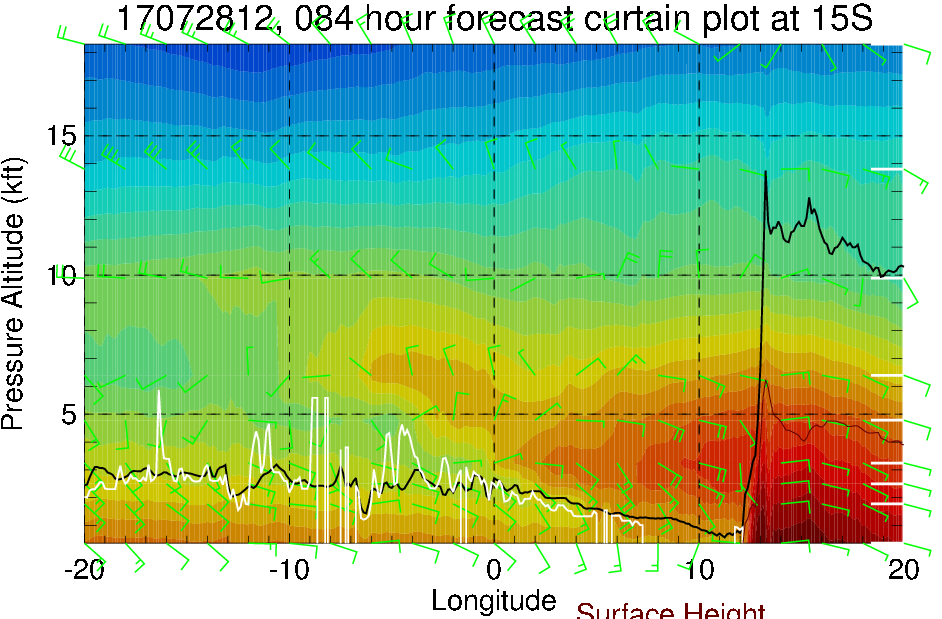 17072812, 084 hour forecast curtain plot at 15S
Pressure Altitude (kft)
15
10
5
-20 -10 0 10 20
Longitude
Surface Height